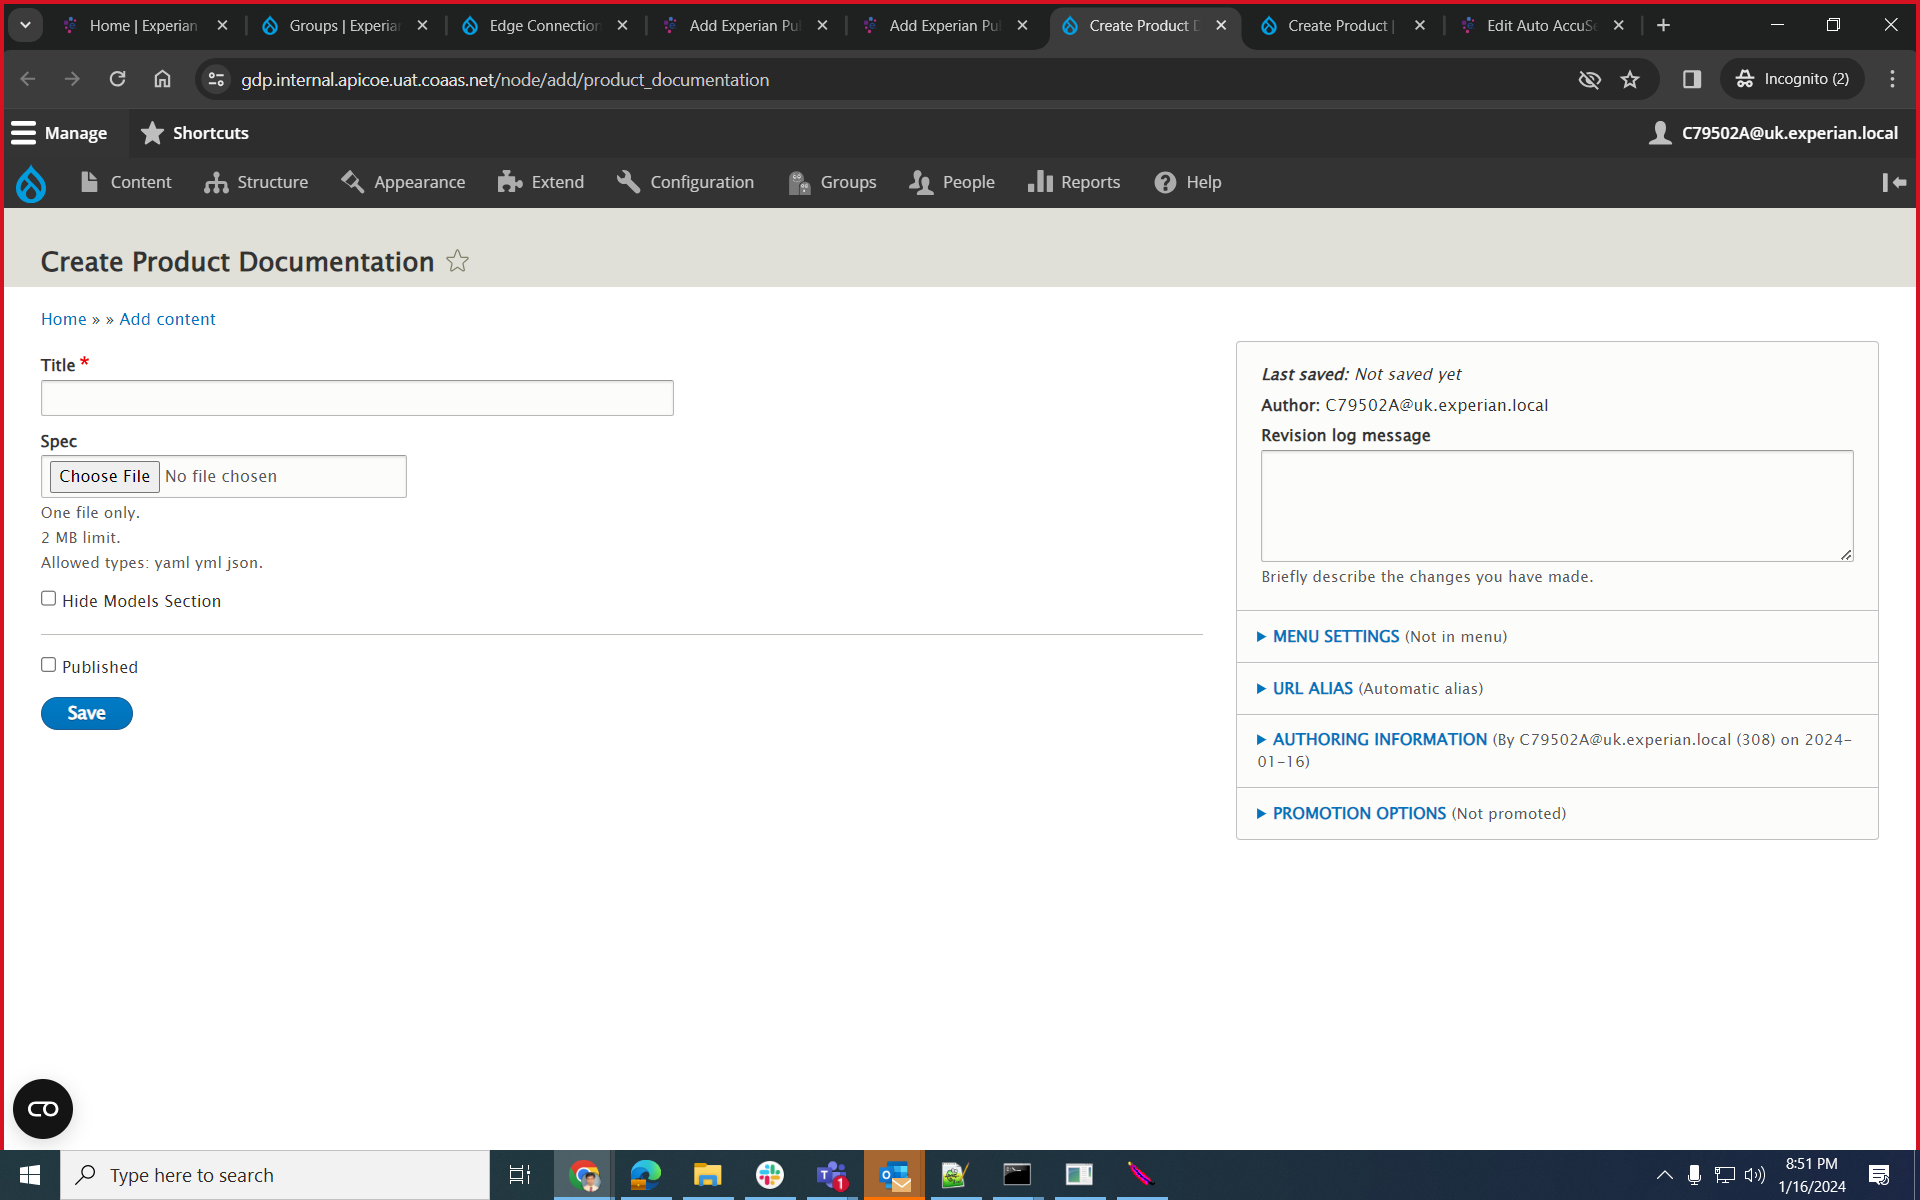 Home | Experian
Groups | Experian
Edge Connection
Add Experian Pu
Add Experian Pu
Create Product D
Create Product |
Edit Auto AccuSe
gdp.internal.apicoe.uat.coaas.net/node/add/product_documentation
Incognito (2)
Manage
Shortcuts
C79502A@uk.experian.local
Content
Structure
Appearance
Extend
Configuration
Groups
People
Reports
Help
Create Product Documentation
Home » » Add content
Title *
Spec
Choose File No file chosen
One file only.
2 MB limit.
Allowed types: yaml yml json.
Hide Models Section
Published
Save
Last saved: Not saved yet
Author: C79502A@uk.experian.local
Revision log message
Briefly describe the changes you have made.
MENU SETTINGS (Not in menu)
URL ALIAS (Automatic alias)
AUTHORING INFORMATION (By C79502A@uk.experian.local (308) on 2024-
01-16)
PROMOTION OPTIONS (Not promoted)
Type here to search
1
8:51 PM
1/16/2024